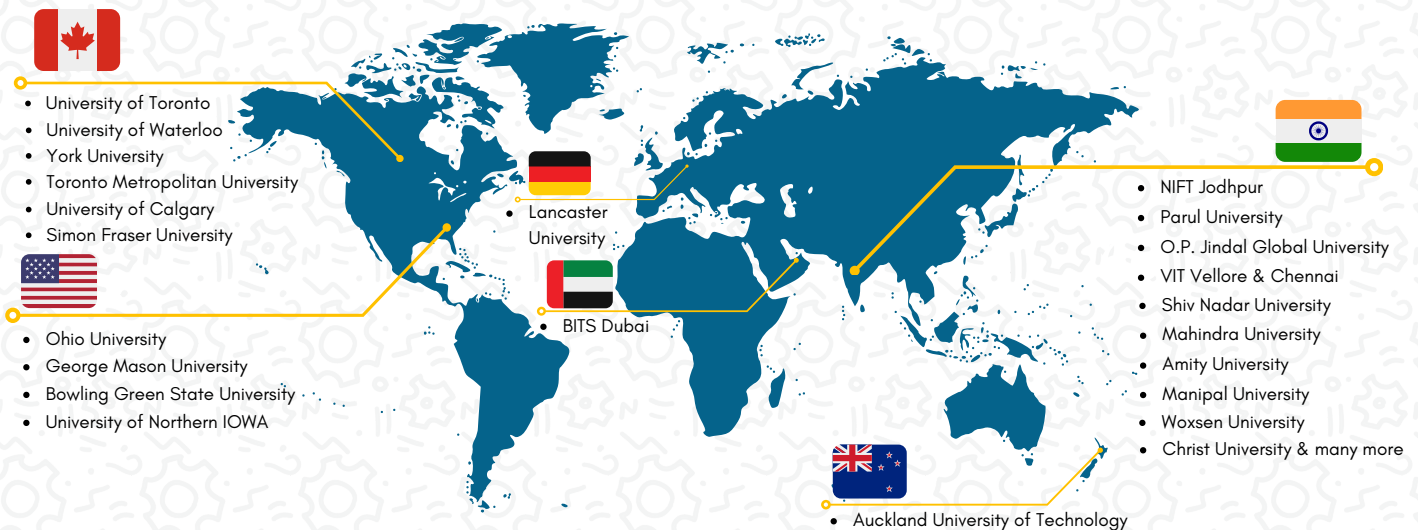 • University of Toronto
• University of Waterloo
• York University
• Toronto Metropolitan University
• University of Calgary
• Simon Fraser University
• Ohio University
• George Mason University
• Bowling Green State University
• University of Northern IOWA
• Lancaster
University
• BITS Dubai
• NIFT Jodhpur
• Parul University
• O.P. Jindal Global University
• VIT Vellore & Chennai
• Shiv Nadar University
• Mahindra University
• Amity University
• Manipal University
• Woxsen University
• Christ University & many more
• Auckland University of Technology